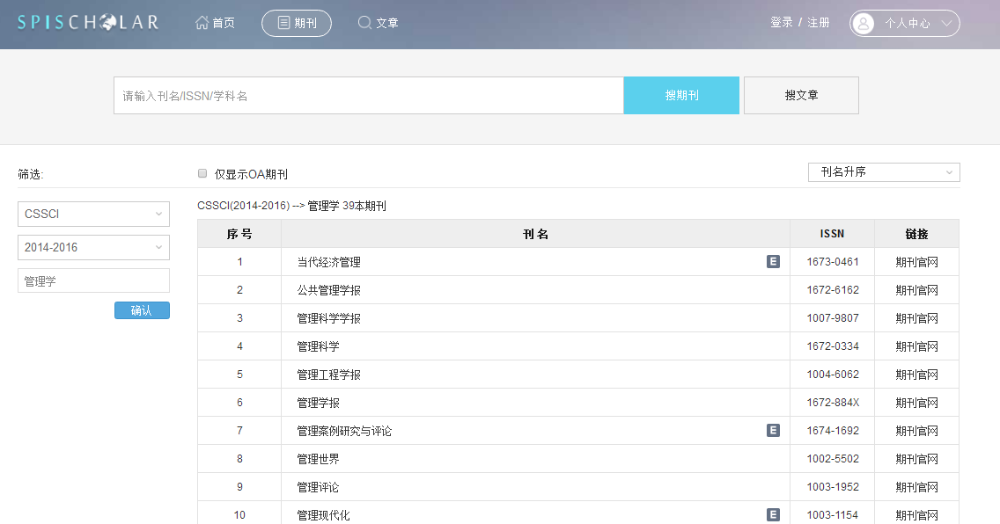 SPISCHOLAR 首页 期刊 文章 登录 / 注册 个人中心
请输入刊名/ISSN/学科名 搜期刊 搜文章
筛选: 仅显示OA期刊 刊名升序
CSSCI
2014-2016
管理学
确认
CSSCI(2014-2016) --> 管理学 39本期刊
序号 刊名 ISSN 链接
1 当代经济管理 E 1673-0461 期刊官网
2 公共管理学报 1672-6162 期刊官网
3 管理科学学报 1007-9807 期刊官网
4 管理科学 1672-0334 期刊官网
5 管理工程学报 1004-6062 期刊官网
6 管理学报 1672-884X 期刊官网
7 管理案例研究与评论 E 1674-1692 期刊官网
8 管理世界 1002-5502 期刊官网
9 管理评论 1003-1952 期刊官网
10 管理现代化 E 1003-1154 期刊官网